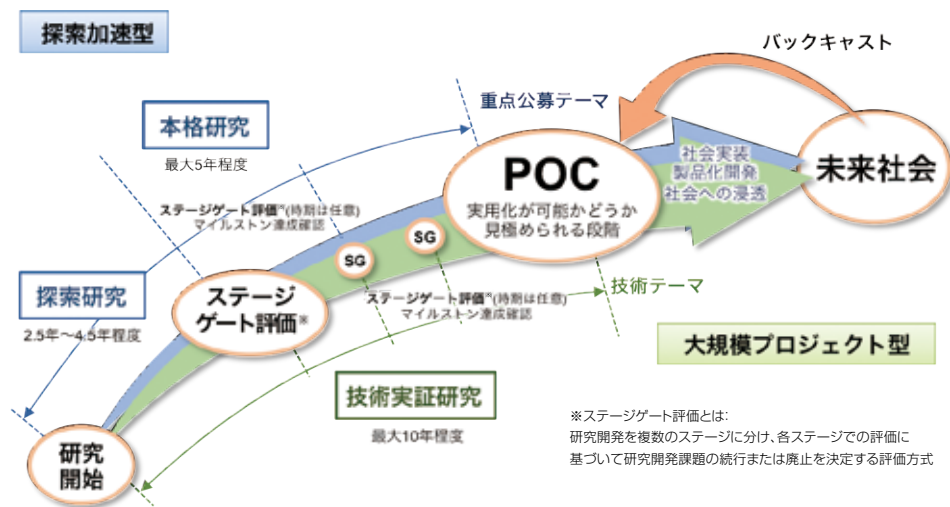 探索加速型
バックキャスト
重点公募テーマ
本格研究
最大5年程度
POC
実用化が可能かどうか
見極められる段階
社会実装
製品化開発
社会への浸透
未来社会
ステージゲート評価※(時期は任意)
マイルストン達成確認
SG
SG
探索研究
2.5年～4.5年程度
ステージ
ゲート評価※
ステージゲート評価※(時期は任意)
マイルストン達成確認
技術テーマ
大規模プロジェクト型
技術実証研究
最大10年程度
研究
開始
※ステージゲート評価とは:
研究開発を複数のステージに分け、各ステージでの評価に
基づいて研究開発課題の続行または廃止を決定する評価方式